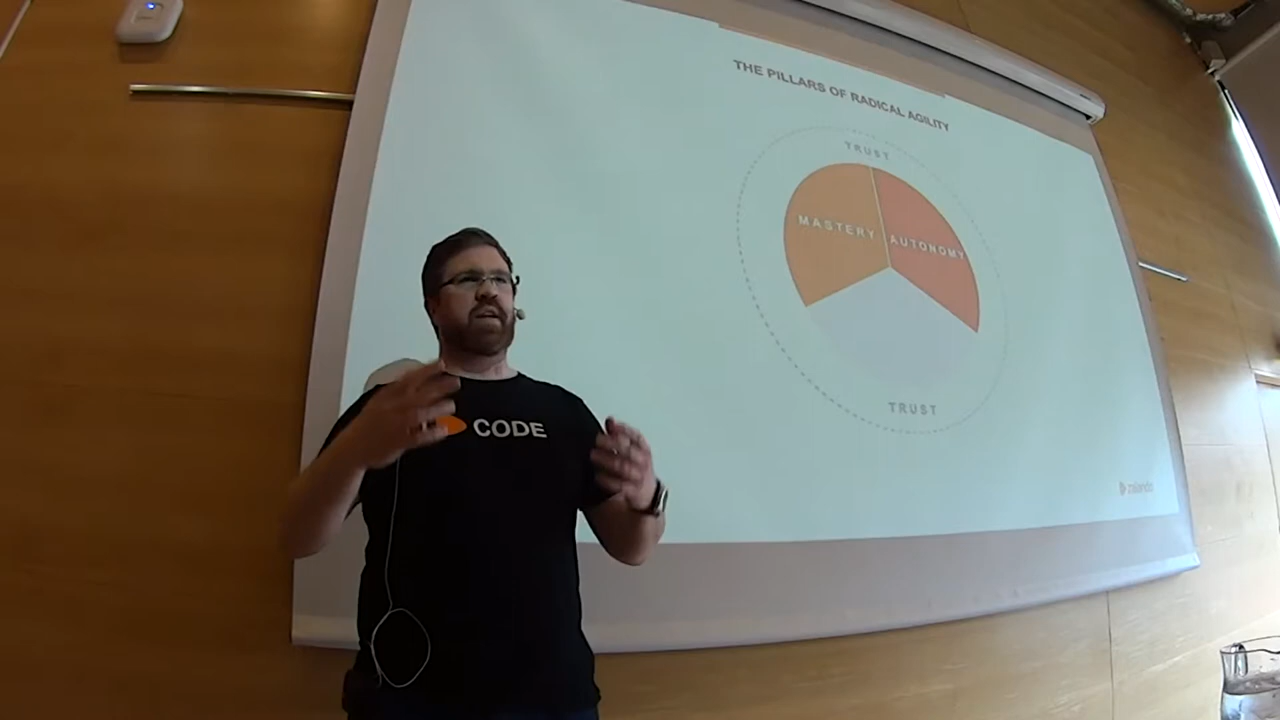 THE PILLARS OF RADICAL AGILITY
TRUST
MASTERY
AUTONOMY
TRUST
zalando
CODE